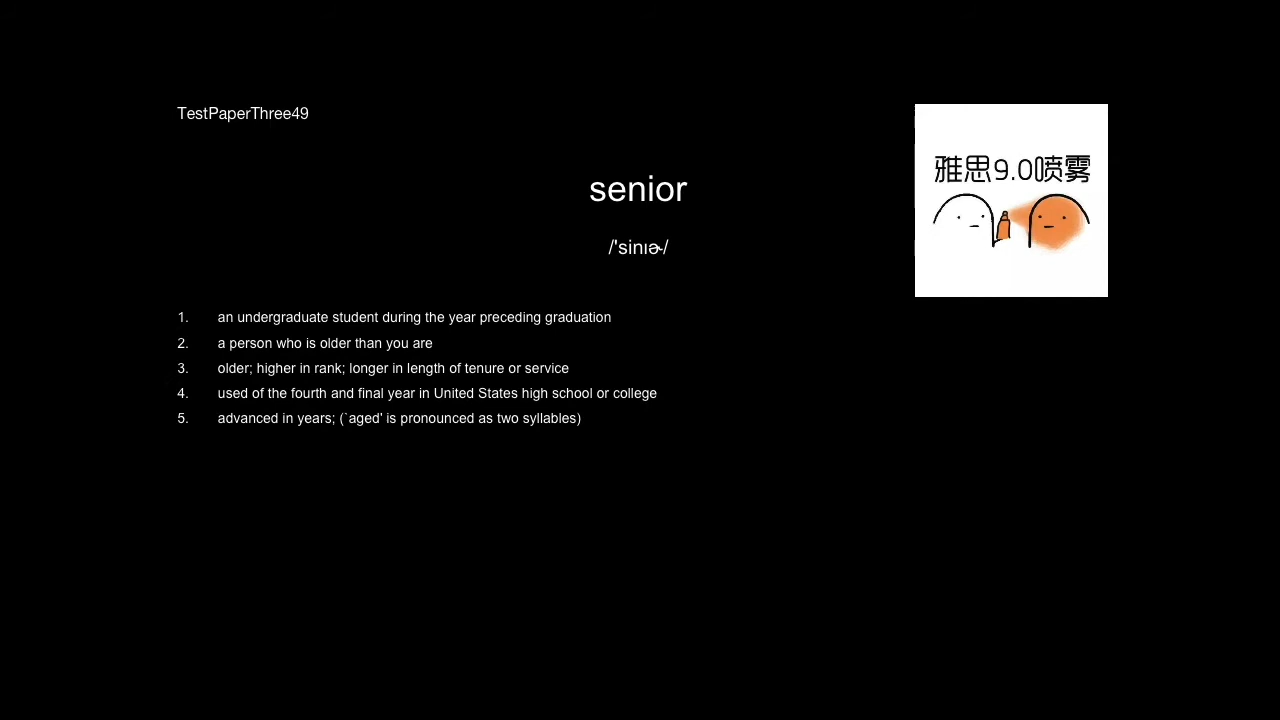 TestPaperThree49
雅思9.0喷雾
senior
/'sinɪɚ/
1. an undergraduate student during the year preceding graduation
2. a person who is older than you are
3. older; higher in rank; longer in length of tenure or service
4. used of the fourth and final year in United States high school or college
5. advanced in years; (`aged' is pronounced as two syllables)